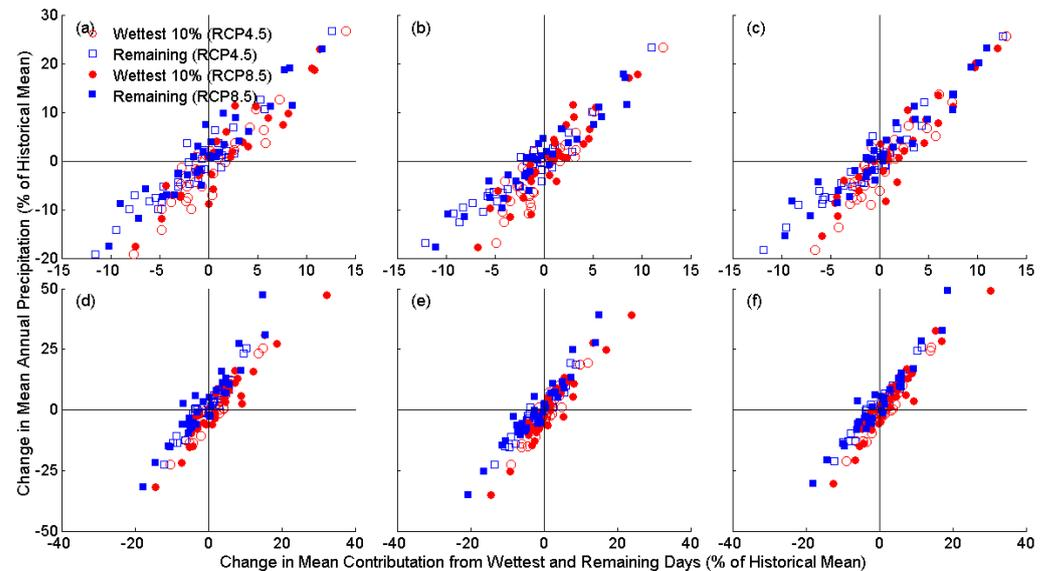 Change in Mean Annual Precipitation (% of Historical Mean)
30
20
10
0
-10
-20
(a)
Wettest 10% (RCP4.5)
Remaining (RCP4.5)
Wettest 10% (RCP8.5)
Remaining (RCP8.5)
(b)
(c)
15 -10 -5 0 5 10 15
15 -10 -5 0 5 10 15
15 -10 -5 0 5 10 15
50
25
0
-25
-50
(d)
(e)
(f)
-40 -20 0 20 40
-40 -20 0 20 40
-40 -20 0 20 40
Change in Mean Contribution from Wettest and Remaining Days (% of Historical Mean)